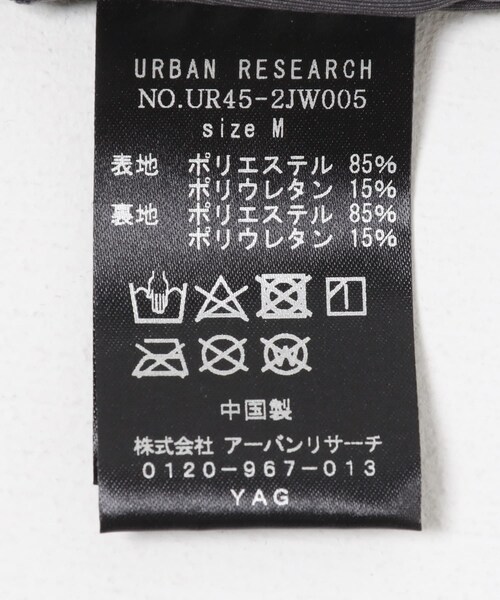 URBAN RESEARCH
NO.UR45-2JW005
size M
表地 ポリエステル 85%
ポリウレタン 15%
裏地 ポリエステル 85%
ポリウレタン 15%
W
中国製
株式会社 アーバンリサーチ
0120-967-013
YAG